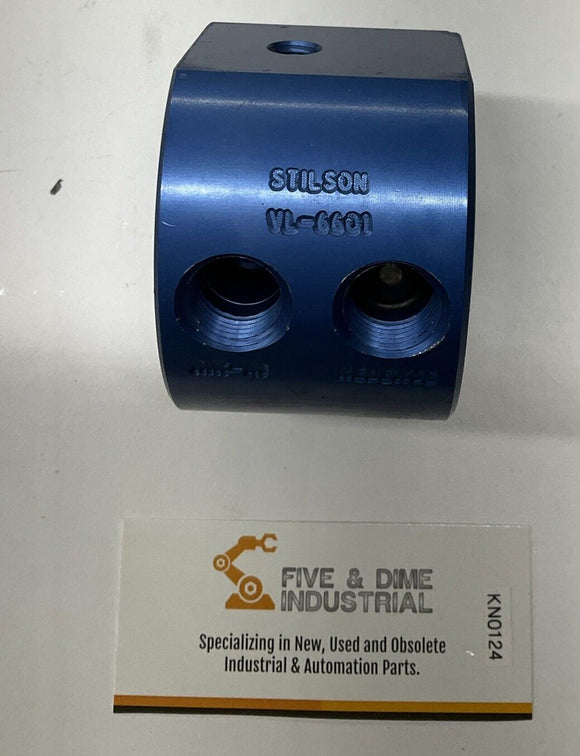 STILSON
VL-6601
FIVE & DIME
INDUSTRIAL
Specializing in New, Used and Obsolete
Industrial & Automation Parts.
KN0124